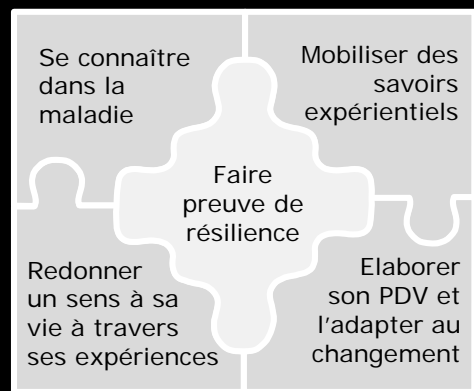 Se connaître
dans la
maladie
Mobiliser des
savoirs
expérientiels
Faire
preuve de
résilience
Redonner
un sens à sa
vie à travers
ses expériences
Elaborer
son PDV et
l'adapter au
changement